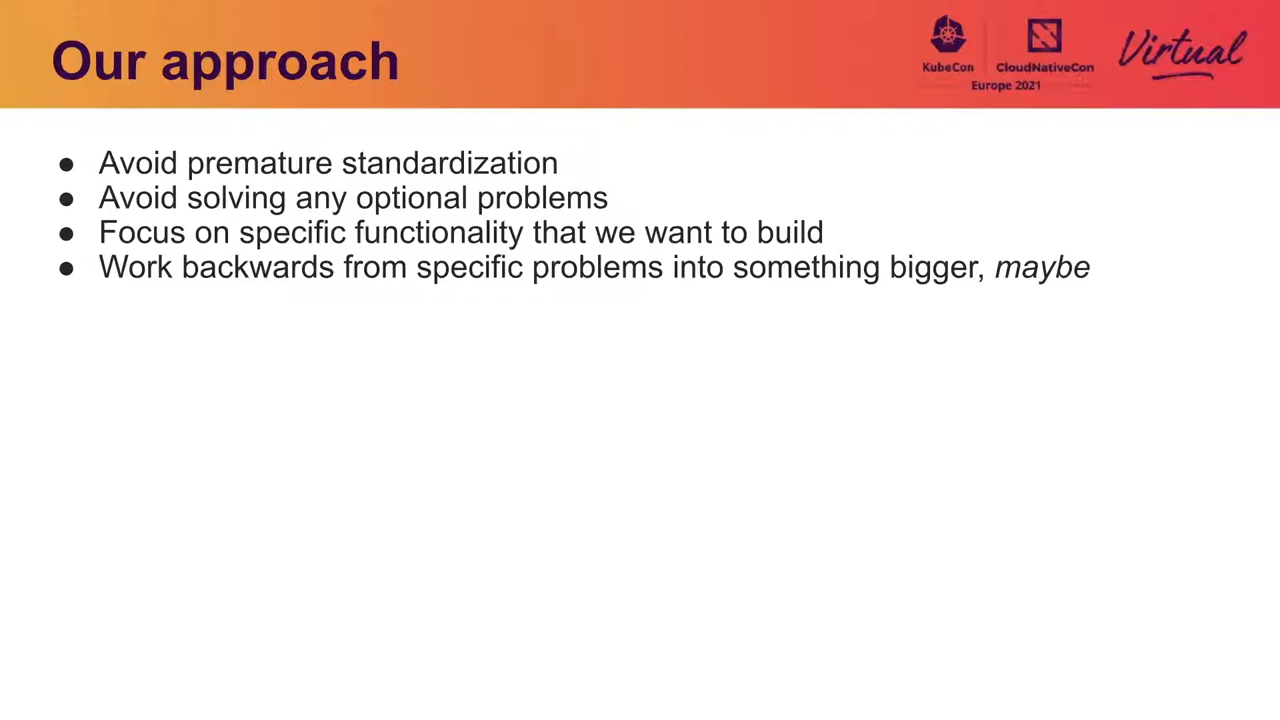 Our approach
KubeCon
CloudNativeCon
Europe 2021
Virtual
● Avoid premature standardization
● Avoid solving any optional problems
● Focus on specific functionality that we want to build
● Work backwards from specific problems into something bigger, maybe